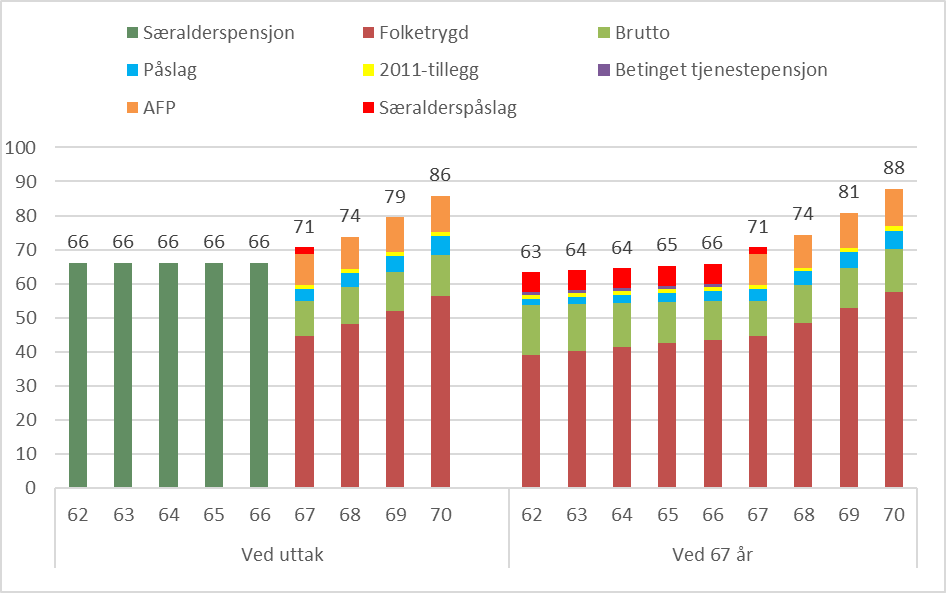 Særalderspensjon Folketrygd Brutto
Påslag 2011-tillegg Betinget tjenestepensjon
AFP Særalderspåslag
100
90
80
70
60
50
40
30
20
10
0
66 66 66 66 66 71 74 79 86 63 64 64 65 66 71 74 81 88
62 63 64 65 66 67 68 69 70 62 63 64 65 66 67 68 69 70
Ved uttak Ved 67 år